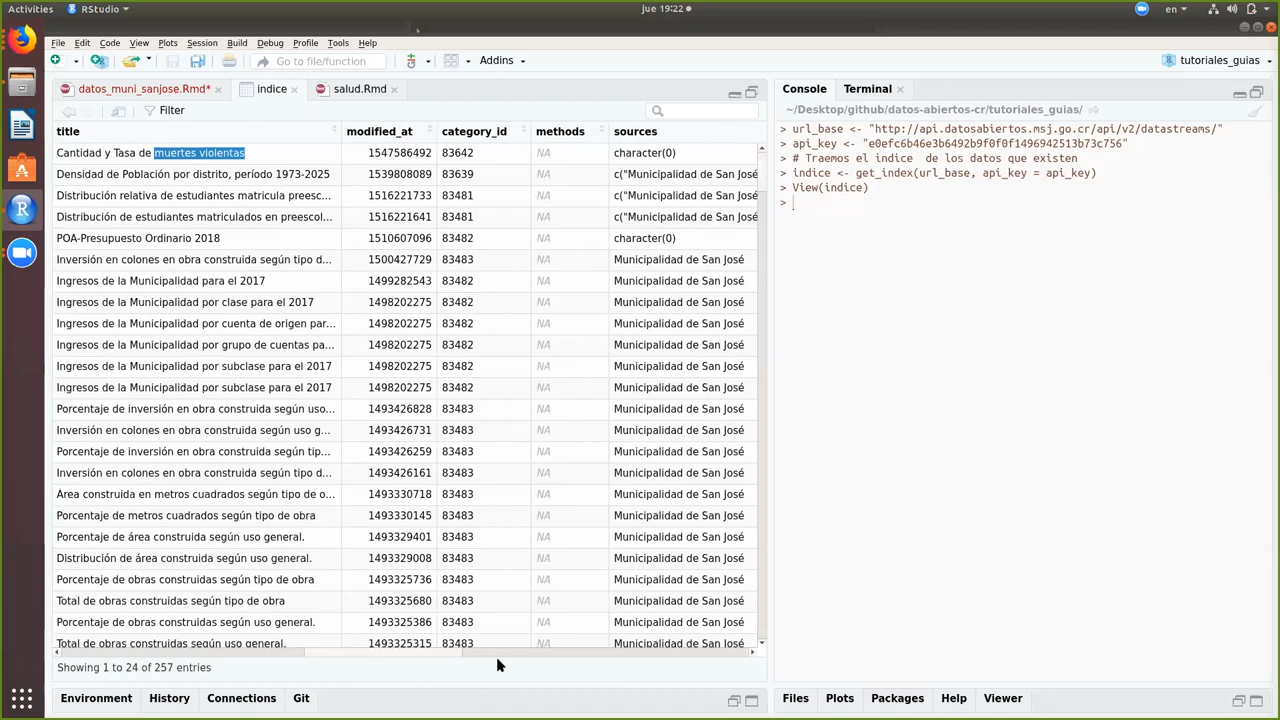 Activities
RStudio
jue 19:22
en
File Edit Code View Plots Session Build Debug Profile Tools Help
Go to file/function
Addins
tutoriales_guias
datos_muni_sanjose.Rmd*
indice
salud.Rmd
Filter
title modified_at category_id methods sources
Cantidad y Tasa de muertes violentas 1547586492 83642 NA character(0)
Densidad de Población por distrito, período 1973-2025 1539808089 83639 NA c("Municipalidad de San José
Distribución relativa de estudiantes matricula preesc... 1516221733 83481 NA c("Municipalidad de San José
Distribución de estudiantes matriculados en preescol... 1516221641 83481 NA c("Municipalidad de San José
POA-Presupuesto Ordinario 2018 1510607096 83482 NA character(0)
Inversión en colones en obra construida según tipo d... 1500427729 83483 NA Municipalidad de San José
Ingresos de la Municipalidad para el 2017 1499282543 83482 NA Municipalidad de San José
Ingresos de la Municipalidad por clase para el 2017 1498202275 83482 NA Municipalidad de San José
Ingresos de la Municipalidad por cuenta de origen par... 1498202275 83482 NA Municipalidad de San José
Ingresos de la Municipalidad por grupo de cuentas pa... 1498202275 83482 NA Municipalidad de San José
Ingresos de la Municipalidad por subclase para el 2017 1498202275 83482 NA Municipalidad de San José
Ingresos de la Municipalidad por subclase para el 2017 1498202275 83482 NA Municipalidad de San José
Porcentaje de inversión en obra construida según uso... 1493426828 83483 NA Municipalidad de San José
Inversión en colones en obra construida según uso g... 1493426731 83483 NA Municipalidad de San José
Porcentaje de inversión en obra construida según tip... 1493426259 83483 NA Municipalidad de San José
Inversión en colones en obra construida según tipo d... 1493426161 83483 NA Municipalidad de San José
Área construida en metros cuadrados según tipo de o... 1493330718 83483 NA Municipalidad de San José
Porcentaje de metros cuadrados según tipo de obra 1493330145 83483 NA Municipalidad de San José
Porcentaje de área construida según uso general. 1493329401 83483 NA Municipalidad de San José
Distribución de área construida según uso general. 1493329008 83483 NA Municipalidad de San José
Porcentaje de obras construidas según tipo de obra 1493325736 83483 NA Municipalidad de San José
Total de obras construidas según tipo de obra 1493325680 83483 NA Municipalidad de San José
Porcentaje de obras construidas según uso general. 1493325386 83483 NA Municipalidad de San José
Total de obras construidas según uso general. 1493325315 83483 NA Municipalidad de San José
Showing 1 to 24 of 257 entries
Environment History Connections Git
Console Terminal
~/Desktop/github/datos-abiertos-cr/tutoriales_guias/
> url_base <- "http://api.datosabiertos.msj.go.cr/api/v2/datastreams/"
> api_key <- "e0efc6b46e3b6492b9f0f0f1496942513b73c756"
> # Traemos el indice  de los datos que existen
> indice <- get_index(url_base, api_key = api_key)
> View(indice)
>
Files Plots Packages Help Viewer